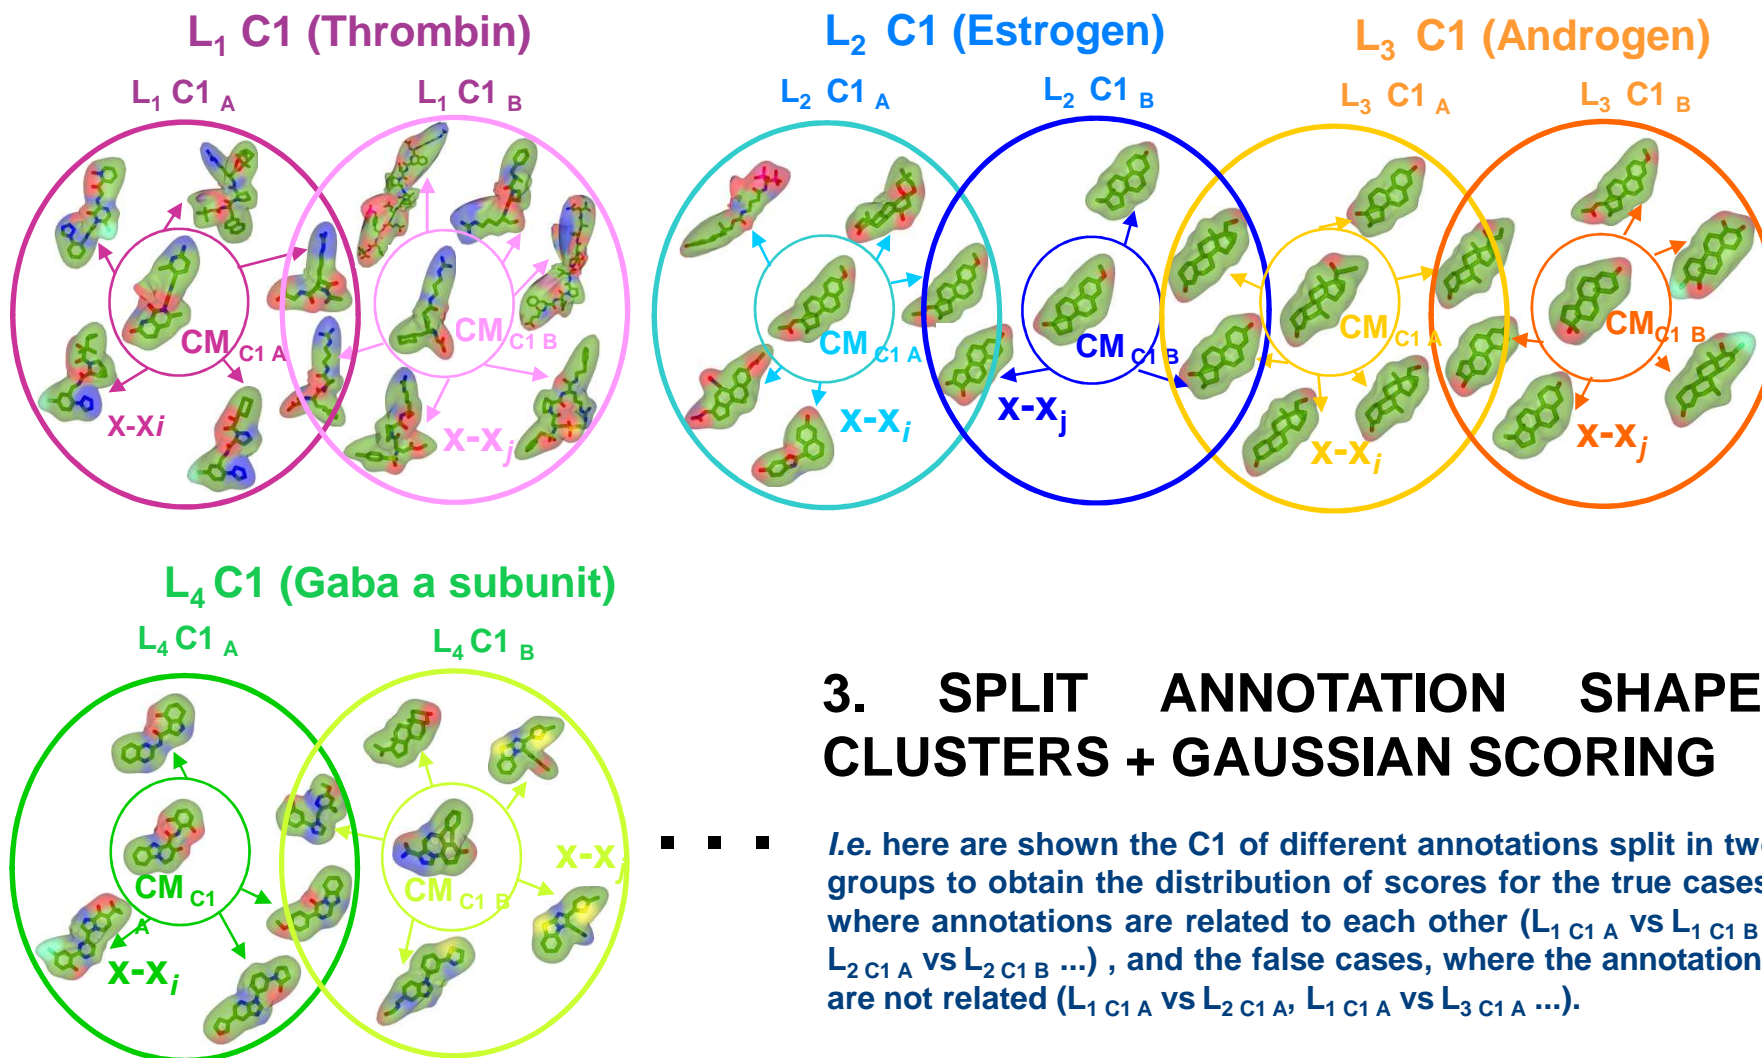 L1 C1 (Thrombin)
L2 C1 (Estrogen)
L3 C1 (Androgen)
L1 C1 A
L1 C1 B
L2 C1 A
L2 C1 B
L3 C1 A
L3 C1 B
CM C1 A
CM C1 B
CM C1 A
CM C1 B
CM C1 A
CM C1 B
x-xi
x-xj
x-xi
x-xj
x-xi
x-xj
L4 C1 (Gaba a subunit)
L4 C1 A
L4 C1 B
CM C1 A
CM C1 B
x-xi
x-xj
. . .
3. SPLIT ANNOTATION SHAPE
CLUSTERS + GAUSSIAN SCORING
I.e. here are shown the C1 of different annotations split in two
groups to obtain the distribution of scores for the true cases
where annotations are related to each other (L1 C1 A vs L1 C1 B
L2 C1 A vs L2 C1 B ...) , and the false cases, where the annotation
are not related (L1 C1 A vs L2 C1 A, L1 C1 A vs L3 C1 A ...).